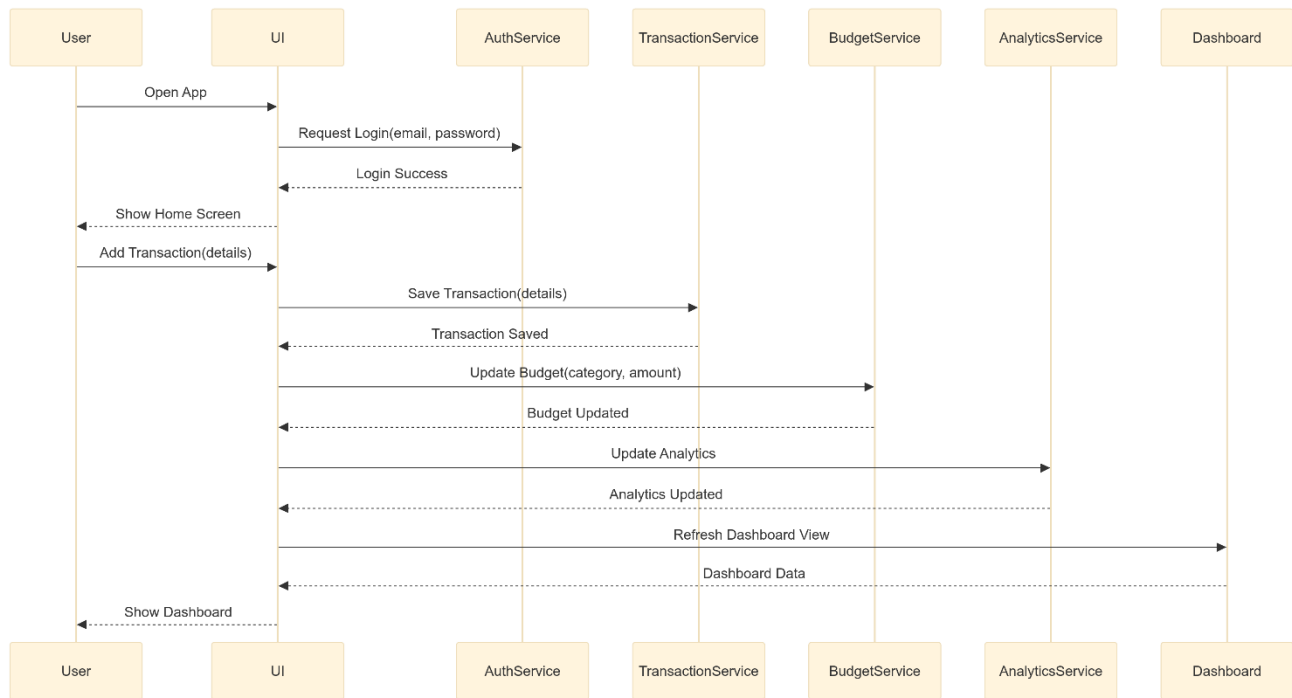 User
UI
AuthService
TransactionService
BudgetService
AnalyticsService
Dashboard
Open App
Request Login(email, password)
Login Success
Show Home Screen
Add Transaction(details)
Save Transaction(details)
Transaction Saved
Update Budget(category, amount)
Budget Updated
Update Analytics
Analytics Updated
Refresh Dashboard View
Dashboard Data
Show Dashboard
User
UI
AuthService
TransactionService
BudgetService
AnalyticsService
Dashboard